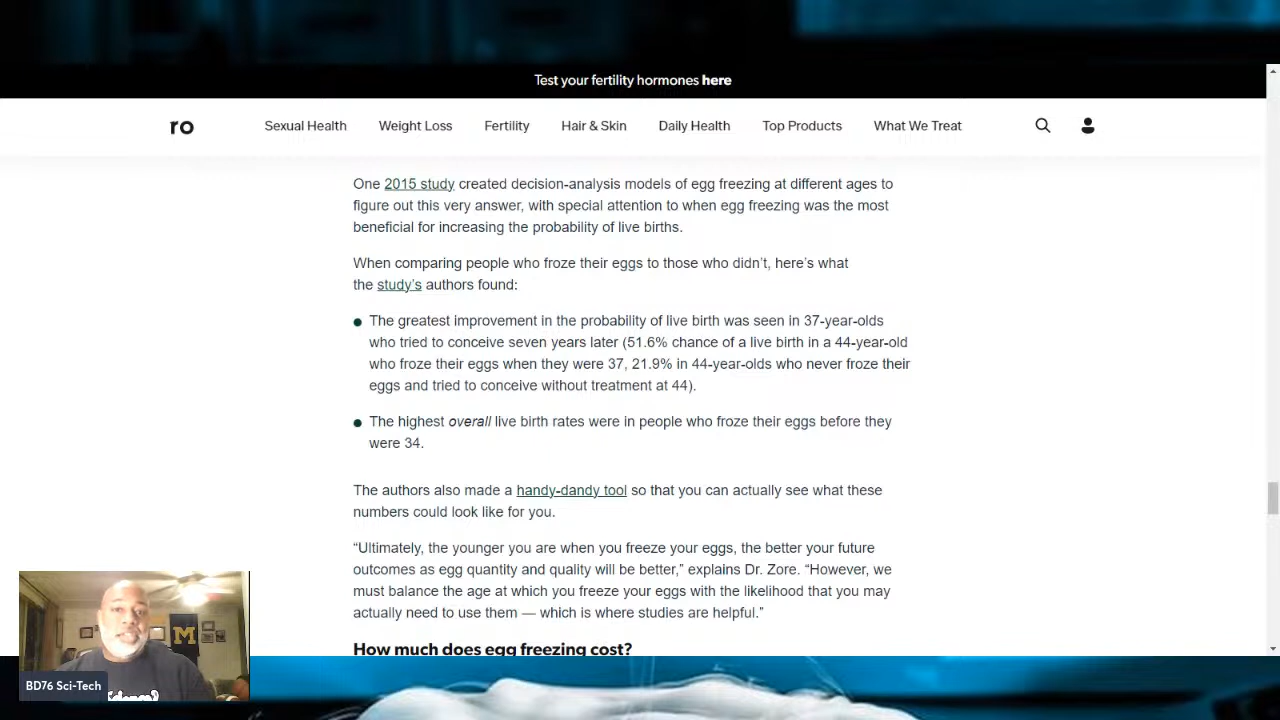 Test your fertility hormones here
ro
Sexual Health Weight Loss Fertility Hair & Skin Daily Health Top Products What We Treat
One 2015 study created decision-analysis models of egg freezing at different ages to
figure out this very answer, with special attention to when egg freezing was the most
beneficial for increasing the probability of live births.
When comparing people who froze their eggs to those who didn’t, here’s what
the study’s authors found:
The greatest improvement in the probability of live birth was seen in 37-year-olds
who tried to conceive seven years later (51.6% chance of a live birth in a 44-year-old
who froze their eggs when they were 37, 21.9% in 44-year-olds who never froze their
eggs and tried to conceive without treatment at 44).
The highest overall live birth rates were in people who froze their eggs before they
were 34.
The authors also made a handy-dandy tool so that you can actually see what these
numbers could look like for you.
“Ultimately, the younger you are when you freeze your eggs, the better your future
outcomes as egg quantity and quality will be better,” explains Dr. Zore. “However, we
must balance the age at which you freeze your eggs with the likelihood that you may
actually need to use them — which is where studies are helpful.”
How much does egg freezing cost?
M
BD76 Sci-Tech